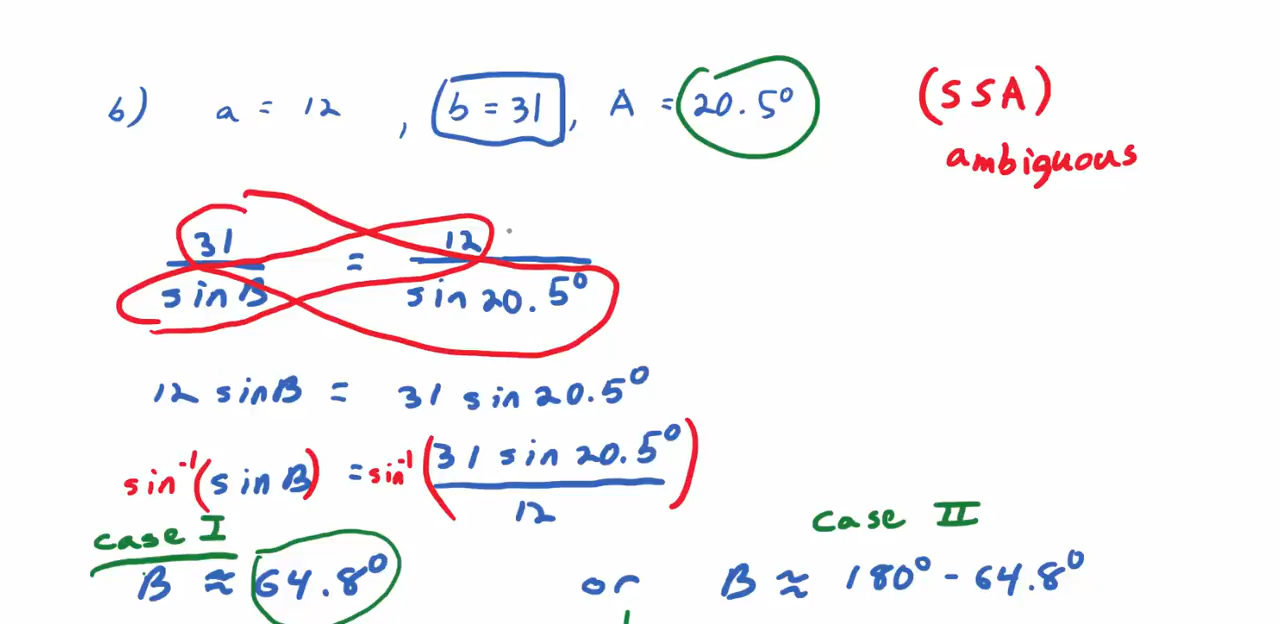 b) a = 12 , b = 31 , A = 20.5° (SSA)
ambiguous
31 = 12
sin B sin 20.5°
12 sin B = 31 sin 20.5°
sin⁻¹(sin B) = sin⁻¹(31 sin 20.5°)
12
case I case II
B ≈ 64.8° or B ≈ 180° - 64.8°